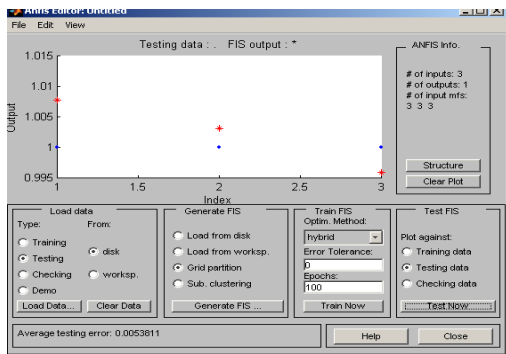 Anfis Editor: Untitled
File Edit View
Testing data : . FIS output : *
ANFIS Info.
1.015
1.01
1.005
1
0.995
Output
1 1.5 2 2.5 3
Index
# of inputs: 3
# of outputs: 1
# of input mfs:
3 3 3
Structure
Clear Plot
Load data
Type: From:
Training
Testing
Checking
Demo
disk
worksp.
Load Data... Clear Data
Generate FIS
Load from disk
Load from worksp.
Grid partition
Sub. clustering
Generate FIS ...
Train FIS
Optim. Method:
hybrid
Error Tolerance:
0
Epochs:
100
Train Now
Test FIS
Plot against:
Training data
Testing data
Checking data
Test Now
Average testing error: 0.0053811
Help Close